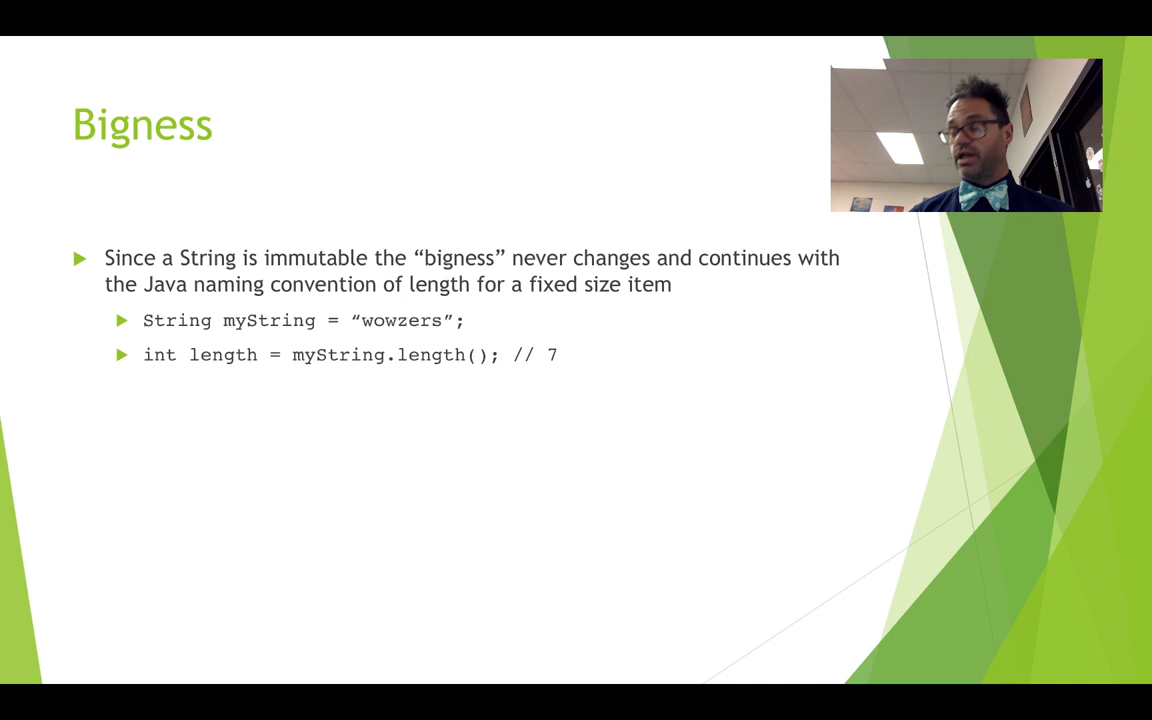 Bigness
Since a String is immutable the “bigness” never changes and continues with
the Java naming convention of length for a fixed size item
String myString = “wowzers”;
int length = myString.length(); // 7